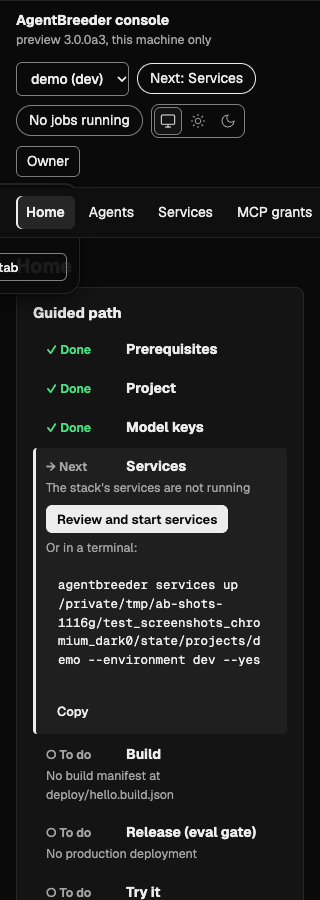 AgentBreeder console
preview 3.0.0a3, this machine only
demo (dev)
Next: Services
No jobs running
Owner
Home
Agents
Services
MCP grants
tab
Home
Guided path
✓ Done
Prerequisites
✓ Done
Project
✓ Done
Model keys
→ Next
Services
The stack's services are not running
Review and start services
Or in a terminal:
agentbreeder services up
/private/tmp/ab-shots-
1116g/test_screenshots_chro
mium_dark0/state/projects/d
emo --environment dev --yes
Copy
○ To do
Build
No build manifest at
deploy/hello.build.json
○ To do
Release (eval gate)
No production deployment
○ To do
Try it